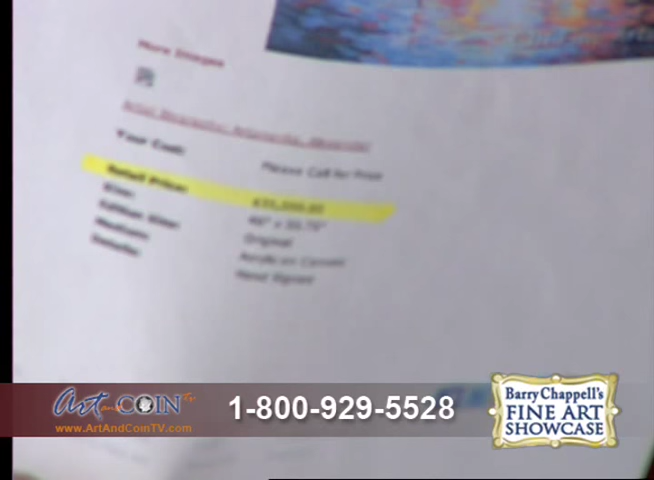 More Images
Your Cost:
Please Call for Price
Retail Price:
Size:
Edition Size:
Original
Medium:
Acrylic on Canvas
Details:
Hand Signed
Art and COIN tv
www.ArtAndCoinTV.com
1-800-929-5528
Barry Chappell's
FINE ART
SHOWCASE